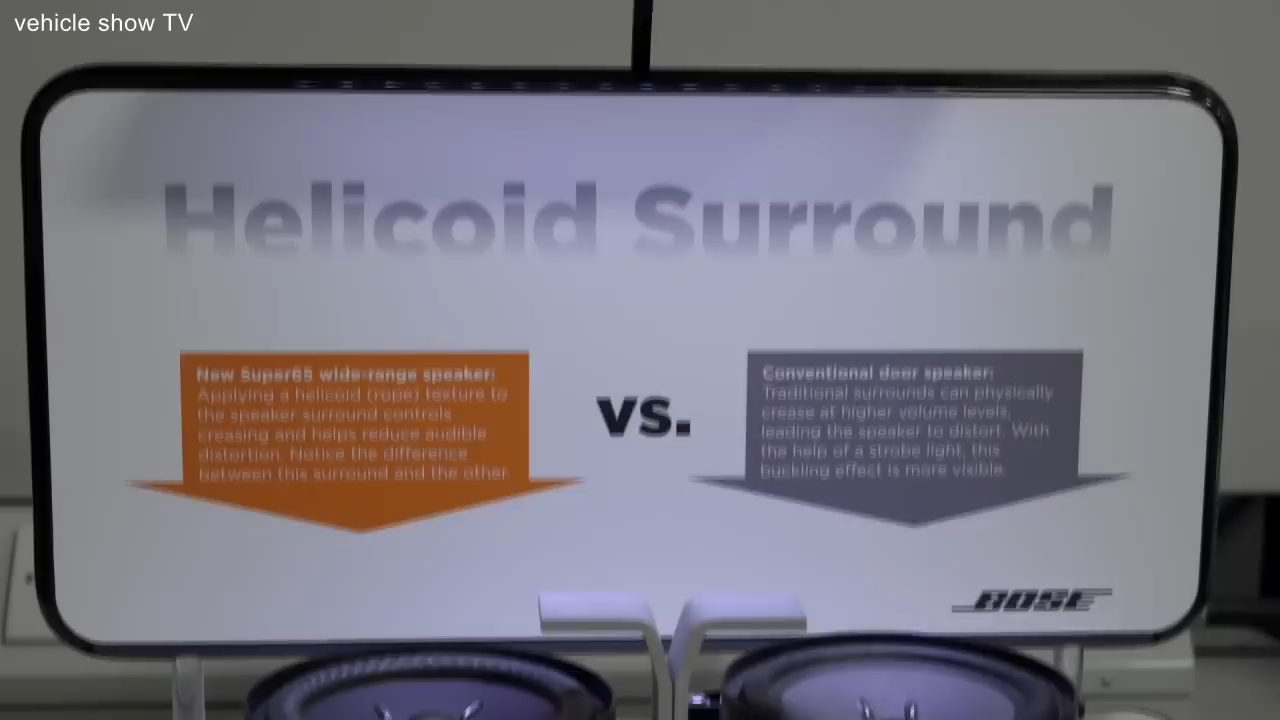 vehicle show TV
Helicoid Surround
New Super65 wide-range speaker:
Applying a helicoid (rope) texture to
the speaker surround controls
creasing and helps reduce audible
distortion. Notice the difference
between this surround and the other
vs.
Conventional door speaker:
Traditional surrounds can physically
crease at higher volume levels,
leading the speaker to distort. With
the help of a strobe light, this
buckling effect is more visible.
BOSE